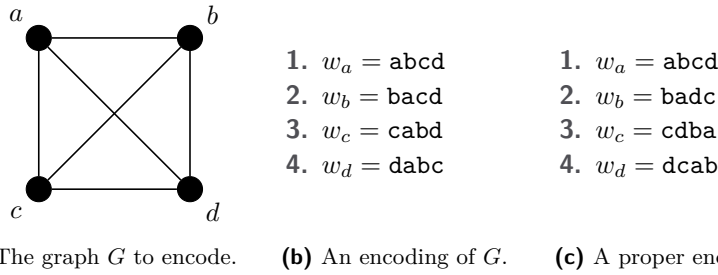 a b
1. w_a = abcd 1. w_a = abcd
2. w_b = bacd 2. w_b = badc
3. w_c = cabd 3. w_c = cdba
4. w_d = dabc 4. w_d = dcab
c d
The graph G to encode. (b) An encoding of G. (c) A proper